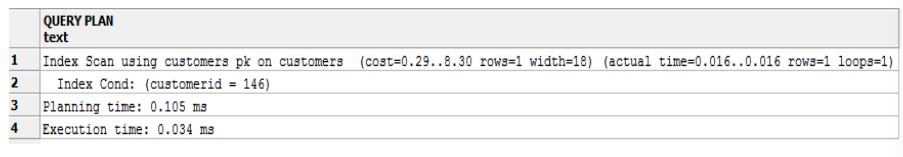 QUERY PLAN
text
1 Index Scan using customers pk on customers (cost=0.29..8.30 rows=1 width=18) (actual time=0.016..0.016 rows=1 loops=1)
2 Index Cond: (customerid = 146)
3 Planning time: 0.105 ms
4 Execution time: 0.034 ms